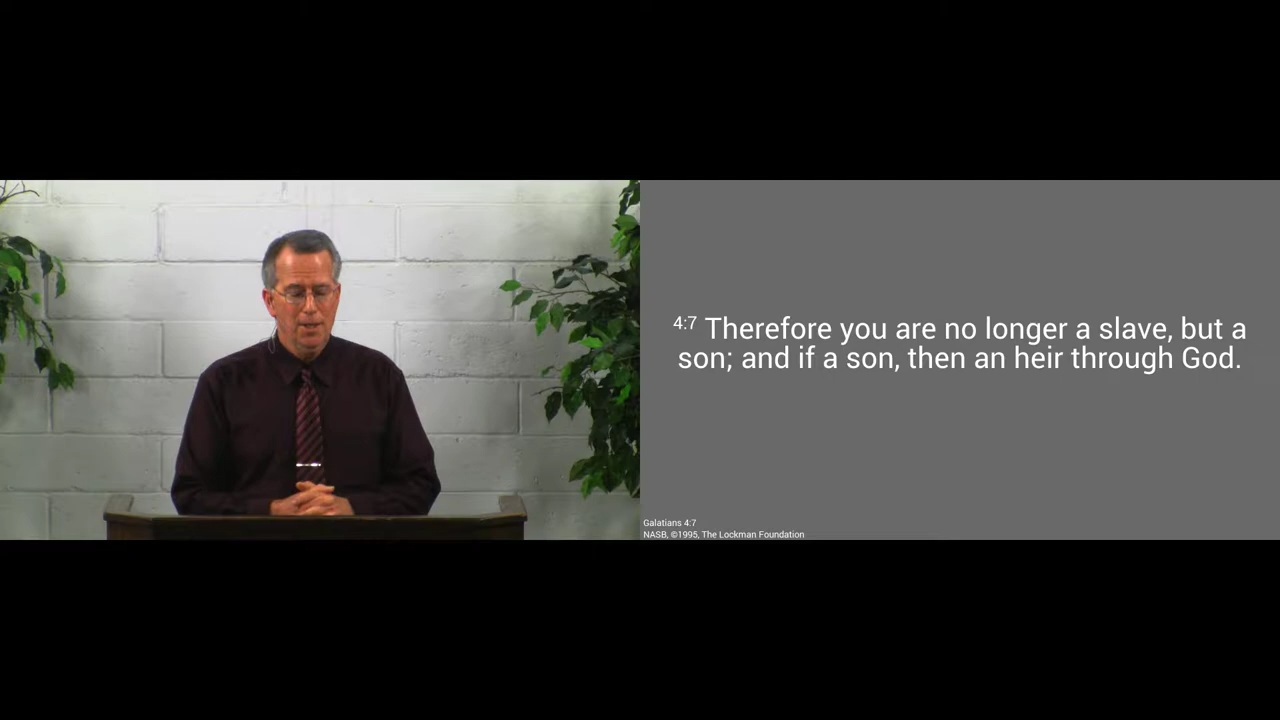 4:7 Therefore you are no longer a slave, but a
son; and if a son, then an heir through God.
Galatians 4:7
NASB, ©1995, The Lockman Foundation